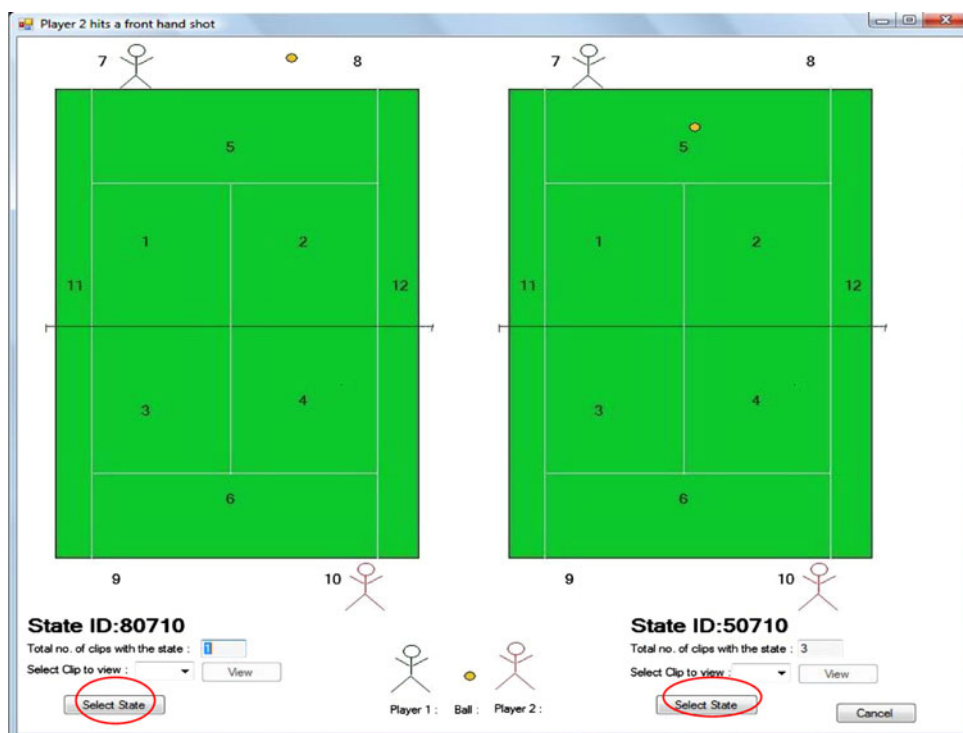 Player 2 hits a front hand shot
7 8 7 8
5 5
1 2 1 2
11 12 11 12
3 4 3 4
6 6
9 10 9 10
State ID:80710
Total no. of clips with the state : 1
Select Clip to view : View
Select State
Player 1 : Ball : Player 2 :
State ID:50710
Total no. of clips with the state : 3
Select Clip to view : View
Select State
Cancel